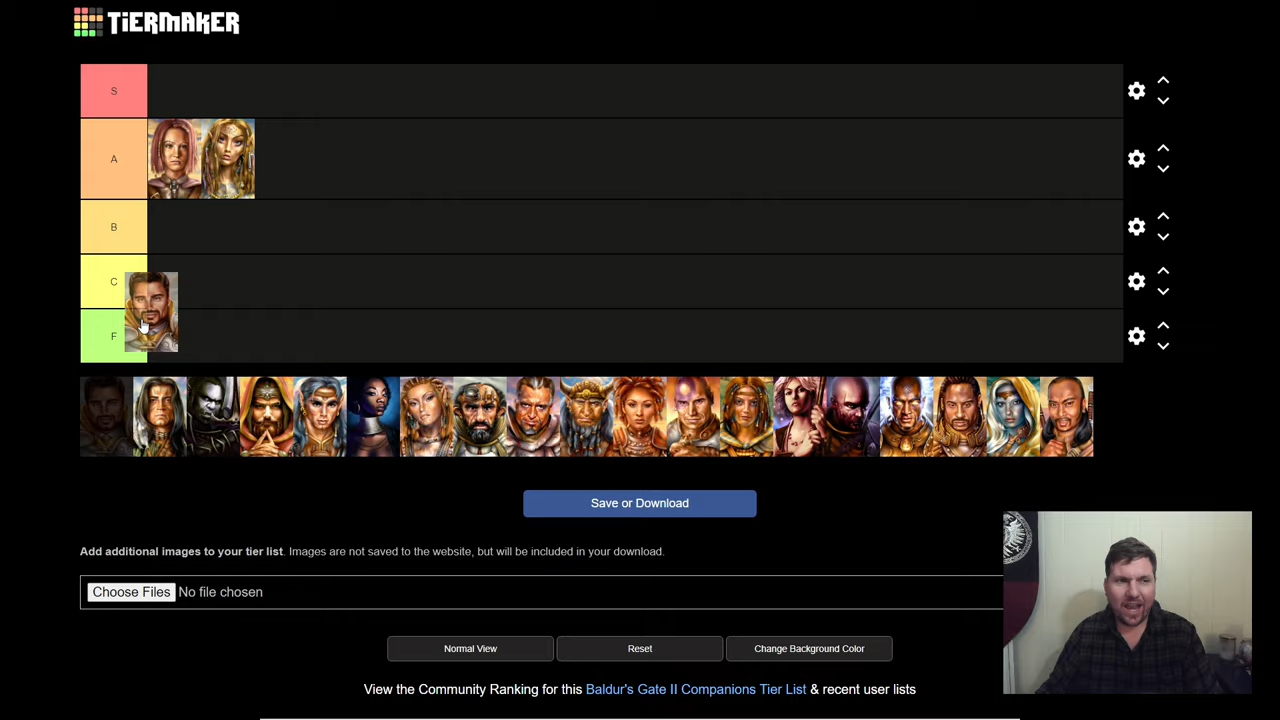 TiERMAKER
S
A
B
C
F
Save or Download
Add additional images to your tier list. Images are not saved to the website, but will be included in your download.
Choose Files No file chosen
Normal View
Reset
Change Background Color
View the Community Ranking for this Baldur's Gate II Companions Tier List & recent user lists